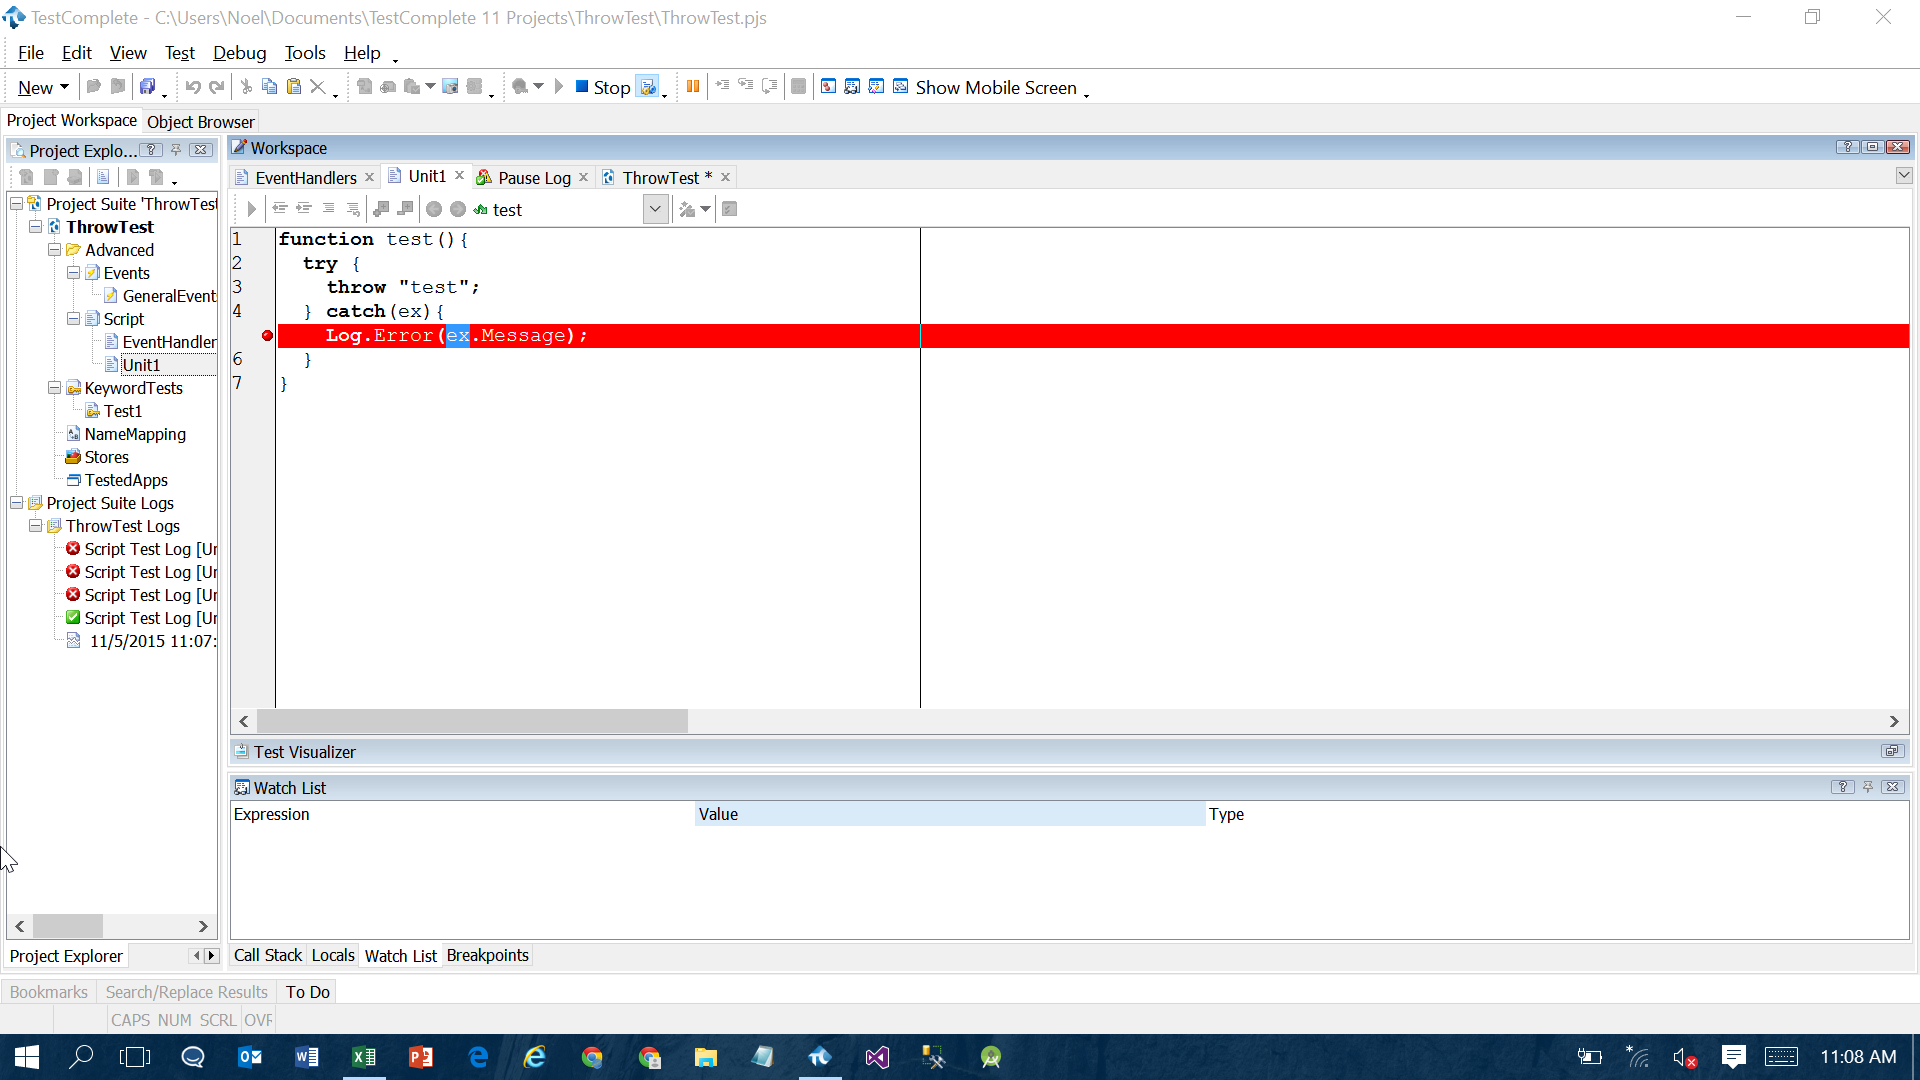 TestComplete - C:\Users\Noel\Documents\TestComplete 11 Projects\ThrowTest\ThrowTest.pjs
File Edit View Test Debug Tools Help
New Stop Show Mobile Screen
Project Workspace Object Browser
Project Explo...
Workspace
EventHandlers Unit1 Pause Log ThrowTest *
test
Project Suite 'ThrowTest
ThrowTest
Advanced
Events
GeneralEvent
Script
EventHandler
Unit1
KeywordTests
Test1
NameMapping
Stores
TestedApps
Project Suite Logs
ThrowTest Logs
Script Test Log [Ur
Script Test Log [Ur
Script Test Log [Ur
Script Test Log [Ur
11/5/2015 11:07:
Project Explorer
1 function test(){
2 try {
3 throw "test";
4 } catch(ex){
Log.Error(ex.Message);
6 }
7 }
Test Visualizer
Watch List
Expression Value Type
Call Stack Locals Watch List Breakpoints
Bookmarks Search/Replace Results To Do
CAPS NUM SCRL OVR
11:08 AM